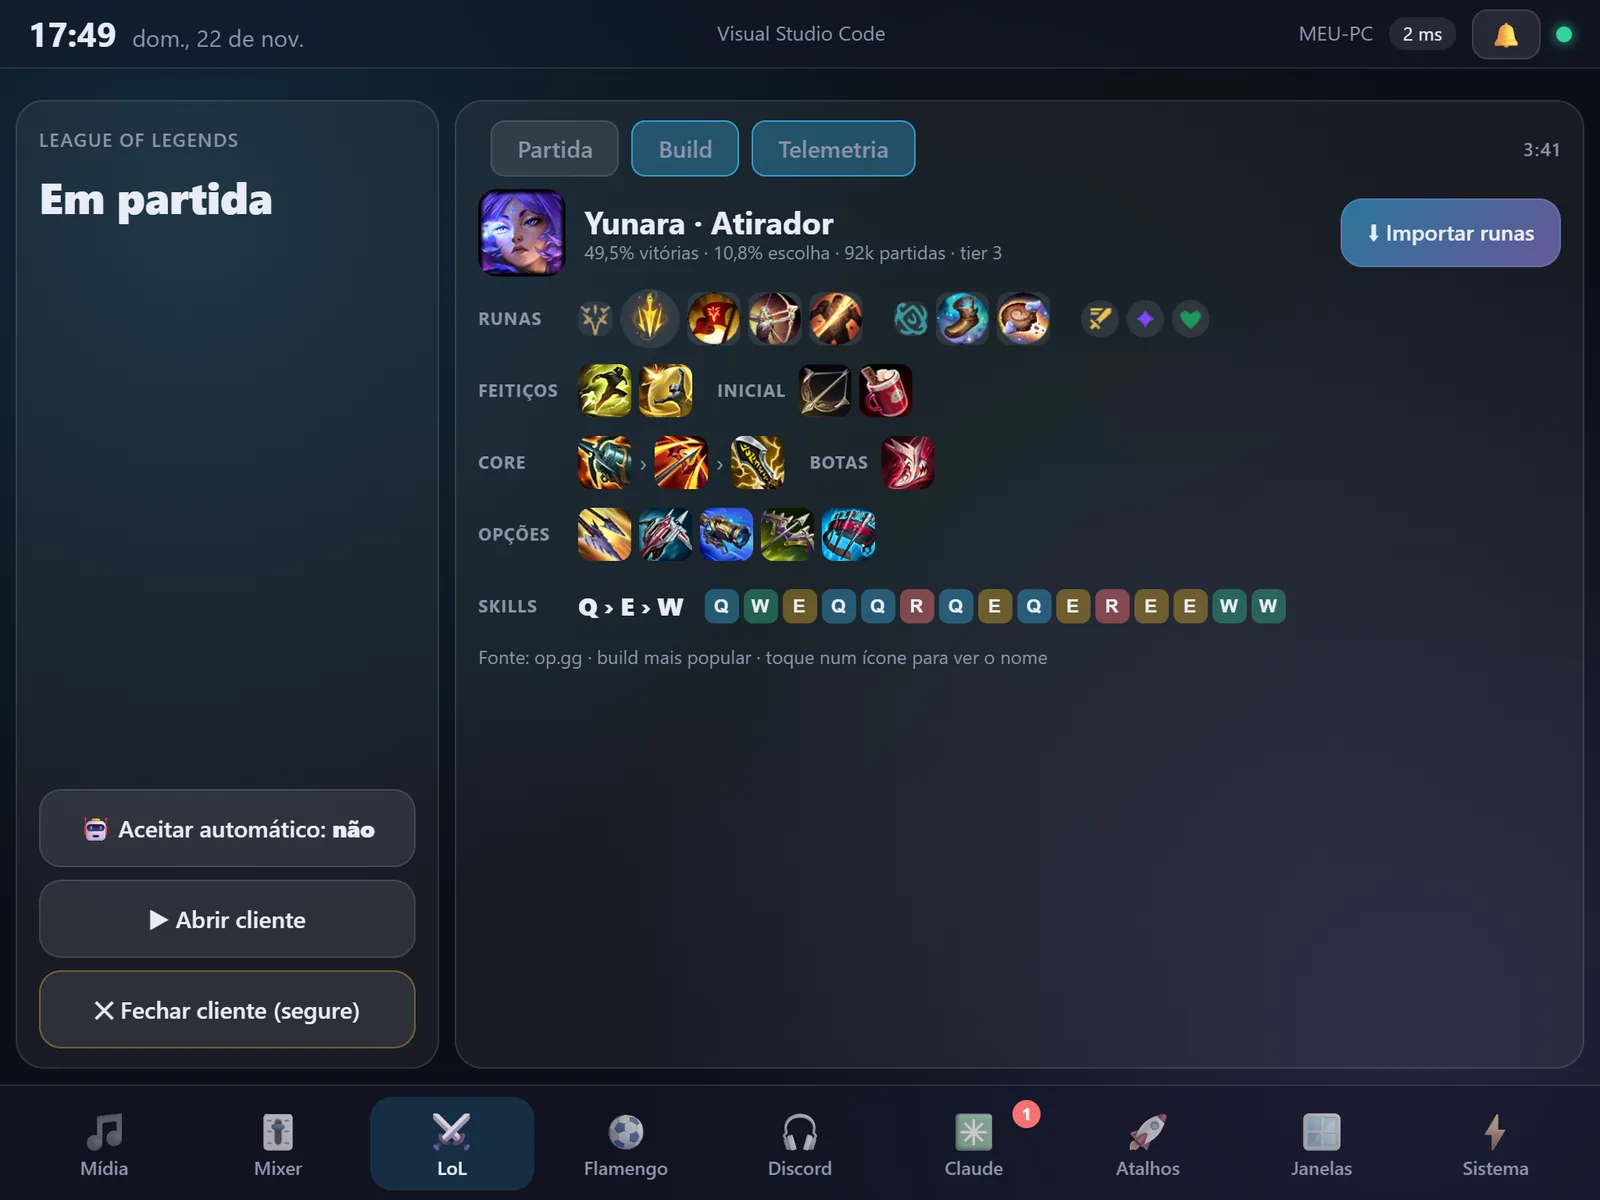 17:49 dom., 22 de nov.
Visual Studio Code
MEU-PC 2 ms
LEAGUE OF LEGENDS
Em partida
Aceitar automático: não
▶ Abrir cliente
✕ Fechar cliente (segure)
Partida Build Telemetria 3:41
Yunara · Atirador
49,5% vitórias · 10,8% escolha · 92k partidas · tier 3
⬇ Importar runas
RUNAS
FEITIÇOS INICIAL
CORE › › BOTAS
OPÇÕES
SKILLS Q › E › W Q W E Q Q R Q E Q E R E E W W
Fonte: op.gg · build mais popular · toque num ícone para ver o nome
1
Mídia Mixer LoL Flamengo Discord Claude Atalhos Janelas Sistema